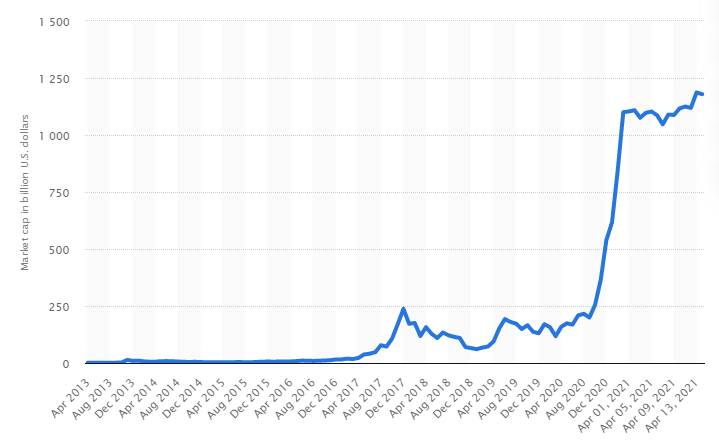 1 500
1 250
1 000
750
500
250
0
Market cap in billion U.S. dollars
Apr 2013
Aug 2013
Dec 2013
Apr 2014
Aug 2014
Dec 2014
Apr 2015
Aug 2015
Dec 2015
Apr 2016
Aug 2016
Dec 2016
Apr 2017
Aug 2017
Dec 2017
Apr 2018
Aug 2018
Dec 2018
Apr 2019
Aug 2019
Dec 2019
Apr 2020
Aug 2020
Dec 2020
Apr 01, 2021
Apr 05, 2021
Apr 09, 2021
Apr 13, 2021